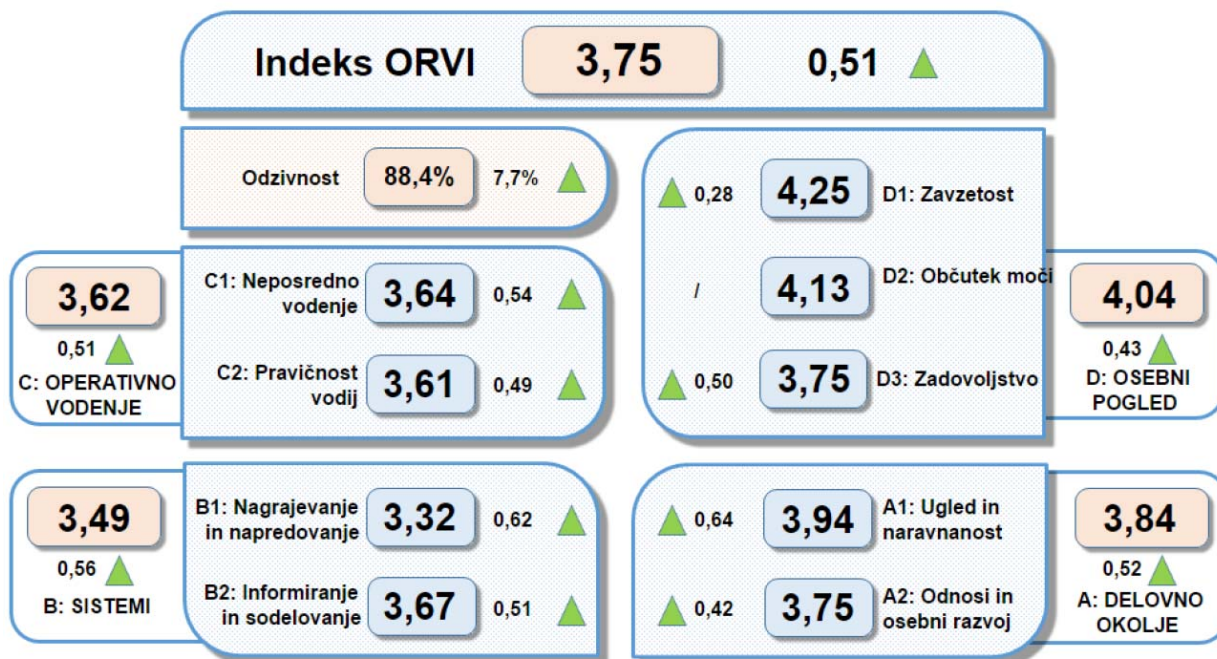 Indeks ORVI 3,75 0,51
Odzivnost 88,4% 7,7%
3,62
0,51
C: OPERATIVNO
VODENJE
C1: Neposredno
vodenje
3,64 0,54
C2: Pravičnost
vodij
3,61 0,49
0,28 4,25 D1: Zavzetost
/ 4,13 D2: Občutek moči
0,50 3,75 D3: Zadovoljstvo
4,04
0,43
D: OSEBNI
POGLED
3,49
0,56
B: SISTEMI
B1: Nagrajevanje
in napredovanje
3,32 0,62
B2: Informiranje
in sodelovanje
3,67 0,51
0,64 3,94 A1: Ugled in
naravnanost
0,42 3,75 A2: Odnosi in
osebni razvoj
3,84
0,52
A: DELOVNO
OKOLJE